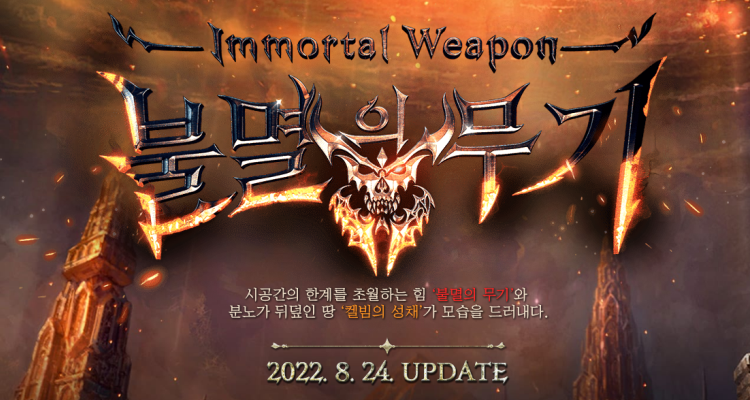 Immortal Weapon
불멸의 무기
시공간의 한계를 초월하는 힘 '불멸의 무기'와
분노가 뒤덮인 땅 '켈빔의 성채'가 모습을 드러내다.
2022. 8. 24. UPDATE